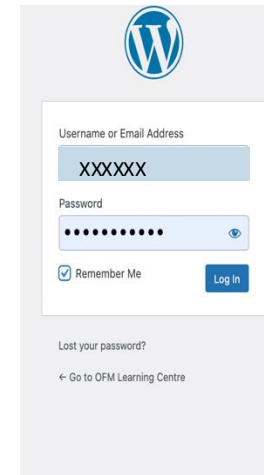 Username or Email Address
XXXXXX
Password
•••••••••••
Remember Me
Log In
Lost your password?
← Go to OFM Learning Centre